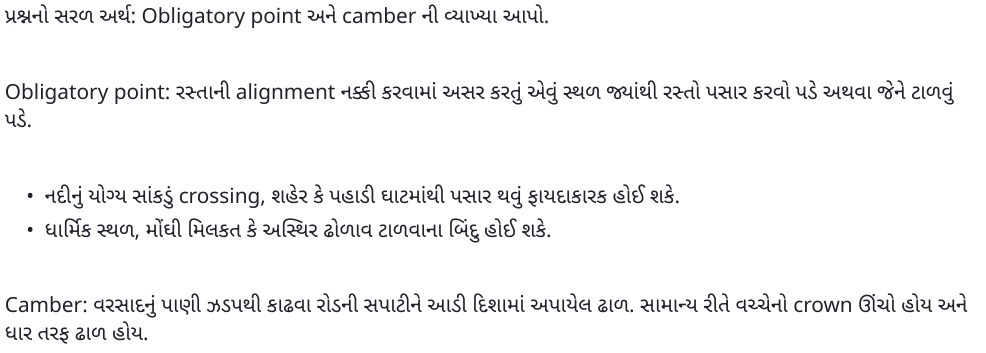 પ્રશ્નનો સરળ અર્થ: Obligatory point અને camber ની વ્યાખ્યા આપો.
Obligatory point: રસ્તાની alignment નક્કી કરવામાં અસર કરતું એવું સ્થળ જ્યાંથી રસ્તો પસાર કરવો પડે અથવા જેને ટાળવું
પડે.
• નદીનું યોગ્ય સાંકડું crossing, શહેર કે પહાડી ઘાટમાંથી પસાર થવું ફાયદાકારક હોઈ શકે.
• ધાર્મિક સ્થળ, મોંઘી મિલકત કે અસ્થિર ઢોળાવ ટાળવાના બિંદુ હોઈ શકે.
Camber: વરસાદનું પાણી ઝડપથી કાઢવા રોડની સપાટીને આડી દિશામાં અપાયેલ ઢાળ. સામાન્ય રીતે વચ્ચેનો crown ઊંચો હોય અને
ધાર તરફ ઢાળ હોય.